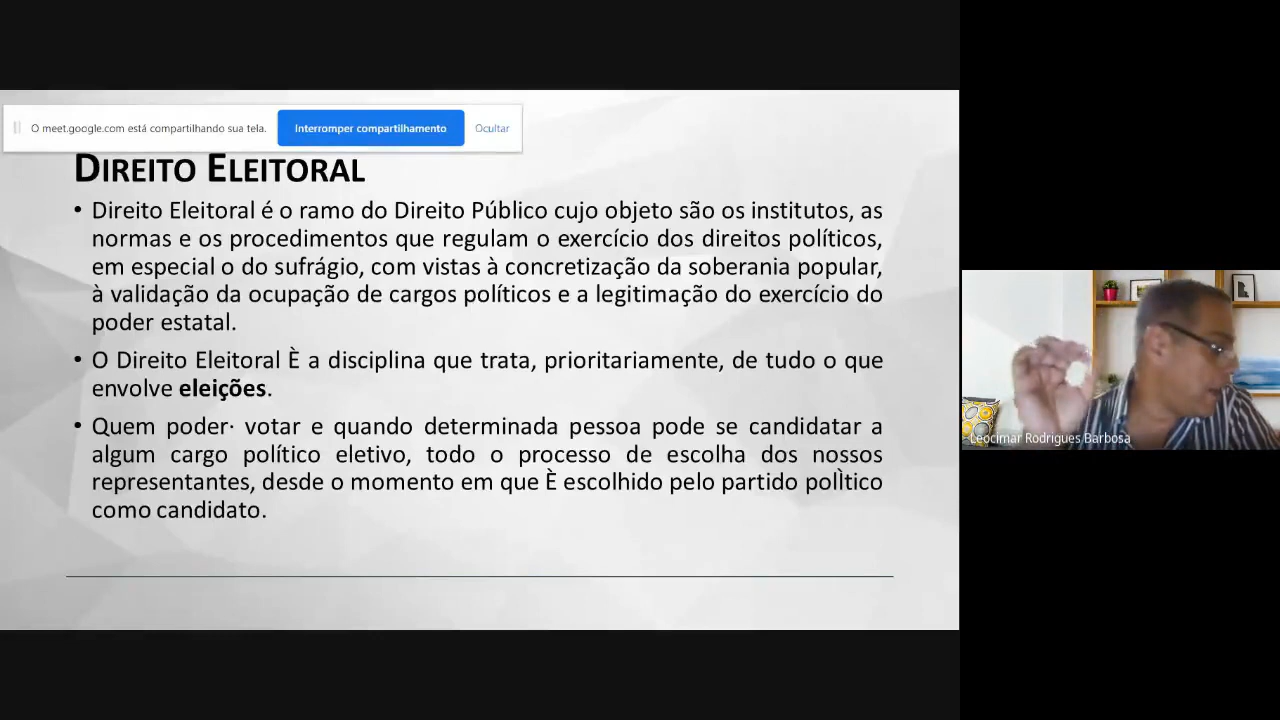 O meet.google.com está compartilhando sua tela.
Interromper compartilhamento
Ocultar
DIREITO ELEITORAL
• Direito Eleitoral é o ramo do Direito Público cujo objeto são os institutos, as
normas e os procedimentos que regulam o exercício dos direitos políticos,
em especial o do sufrágio, com vistas à concretização da soberania popular,
à validação da ocupação de cargos políticos e a legitimação do exercício do
poder estatal.
• O Direito Eleitoral È a disciplina que trata, prioritariamente, de tudo o que
envolve eleições.
• Quem poder· votar e quando determinada pessoa pode se candidatar a
algum cargo político eletivo, todo o processo de escolha dos nossos
representantes, desde o momento em que È escolhido pelo partido polÌtico
como candidato.
Leocimar Rodrigues Barbosa